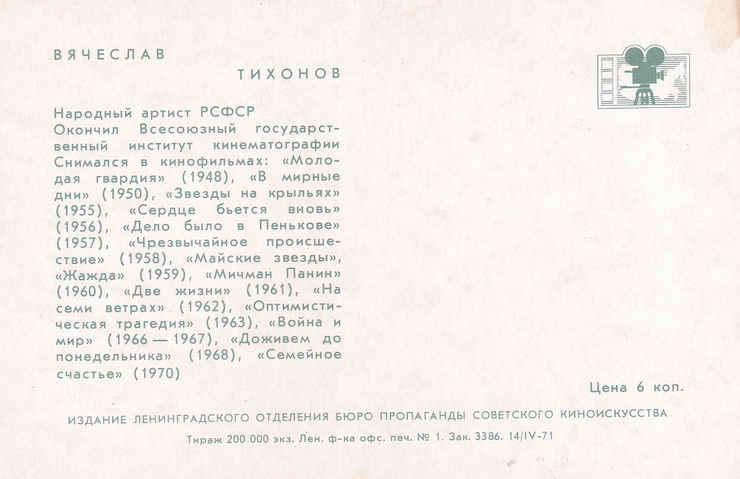 ВЯЧЕСЛАВ
ТИХОНОВ
Народный артист РСФСР
Окончил Всесоюзный государст-
венный институт кинематографии
Снимался в кинофильмах: «Моло-
дая гвардия» (1948), «В мирные
дни» (1950), «Звезды на крыльях»
(1955), «Сердце бьется вновь»
(1956), «Дело было в Пенькове»
(1957), «Чрезвычайное происше-
ствие» (1958), «Майские звезды»,
«Жажда» (1959), «Мичман Панин»
(1960), «Две жизни» (1961), «На
семи ветрах» (1962), «Оптимисти-
ческая трагедия» (1963), «Война и
мир» (1966 — 1967), «Доживем до
понедельника» (1968), «Семейное
счастье» (1970)
Цена 6 коп.
ИЗДАНИЕ ЛЕНИНГРАДСКОГО ОТДЕЛЕНИЯ БЮРО ПРОПАГАНДЫ СОВЕТСКОГО КИНОИСКУССТВА
Тираж 200 000 экз. Лен. ф-ка офс. печ. № 1. Зак. 3386. 14/IV-71